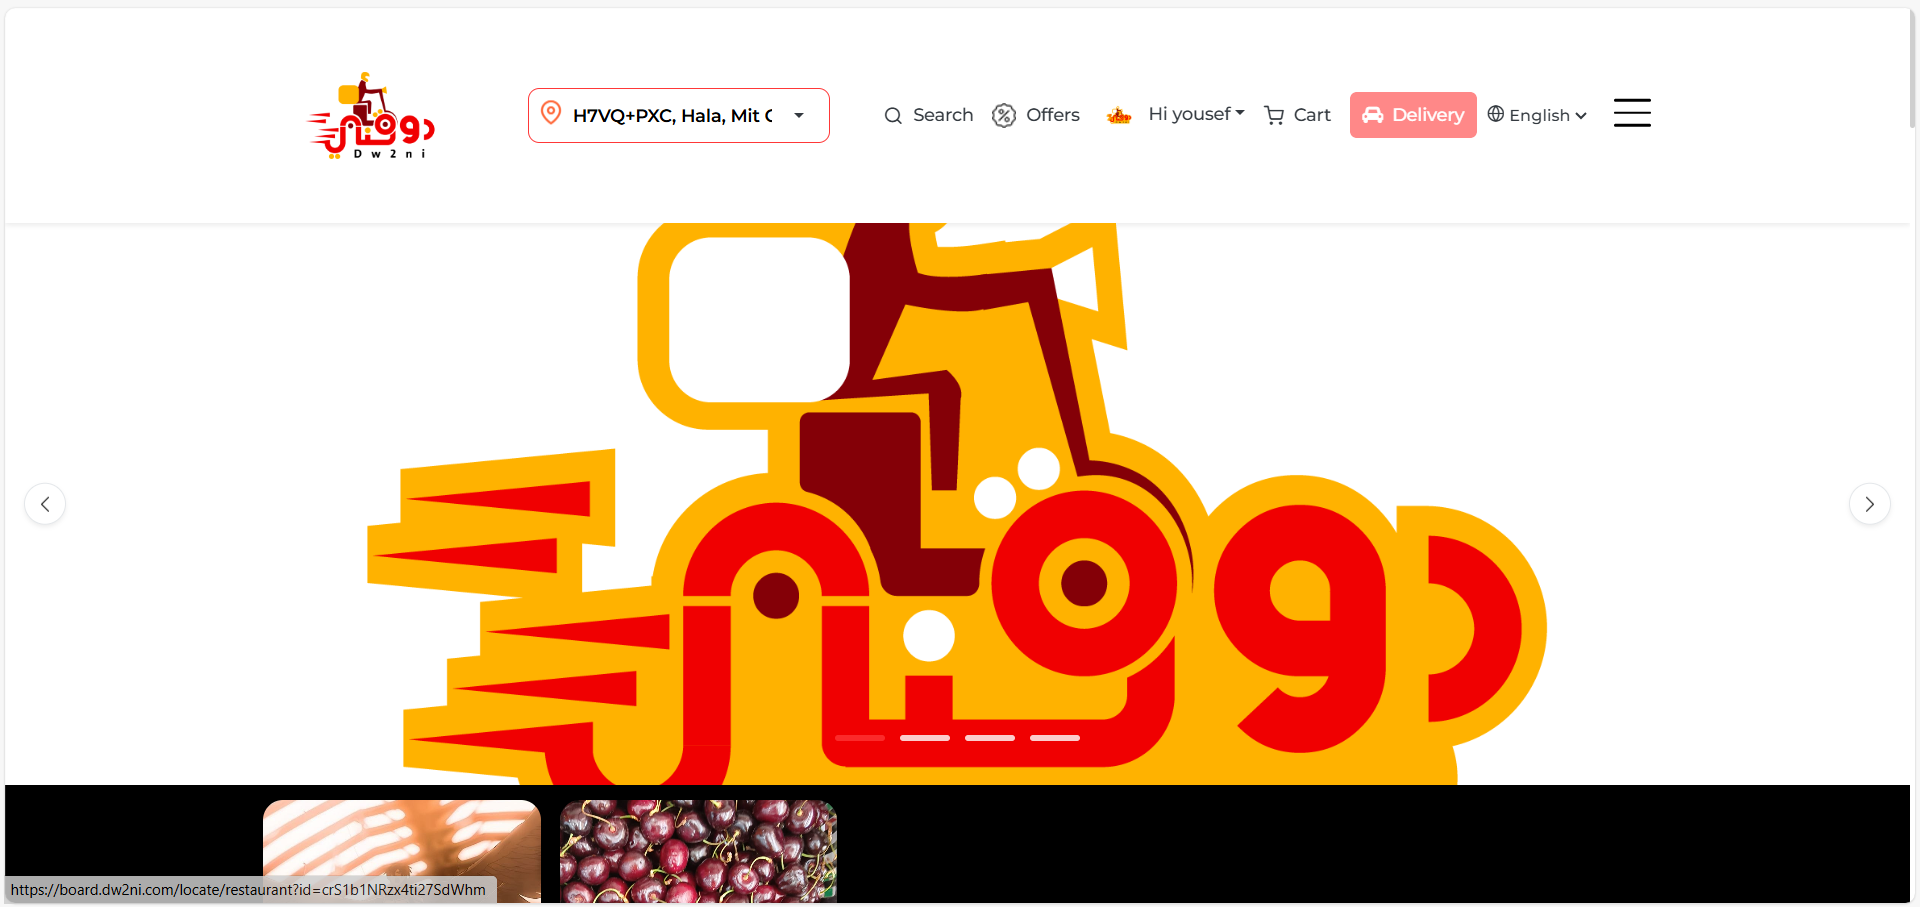 دوقني
Dw2ni
H7VQ+PXC, Hala, Mit
Search
Offers
Hi yousef
Cart
Delivery
English
دوقني
https://board.dw2ni.com/locate/restaurant?id=crS1b1NRzx4ti27SdWhm